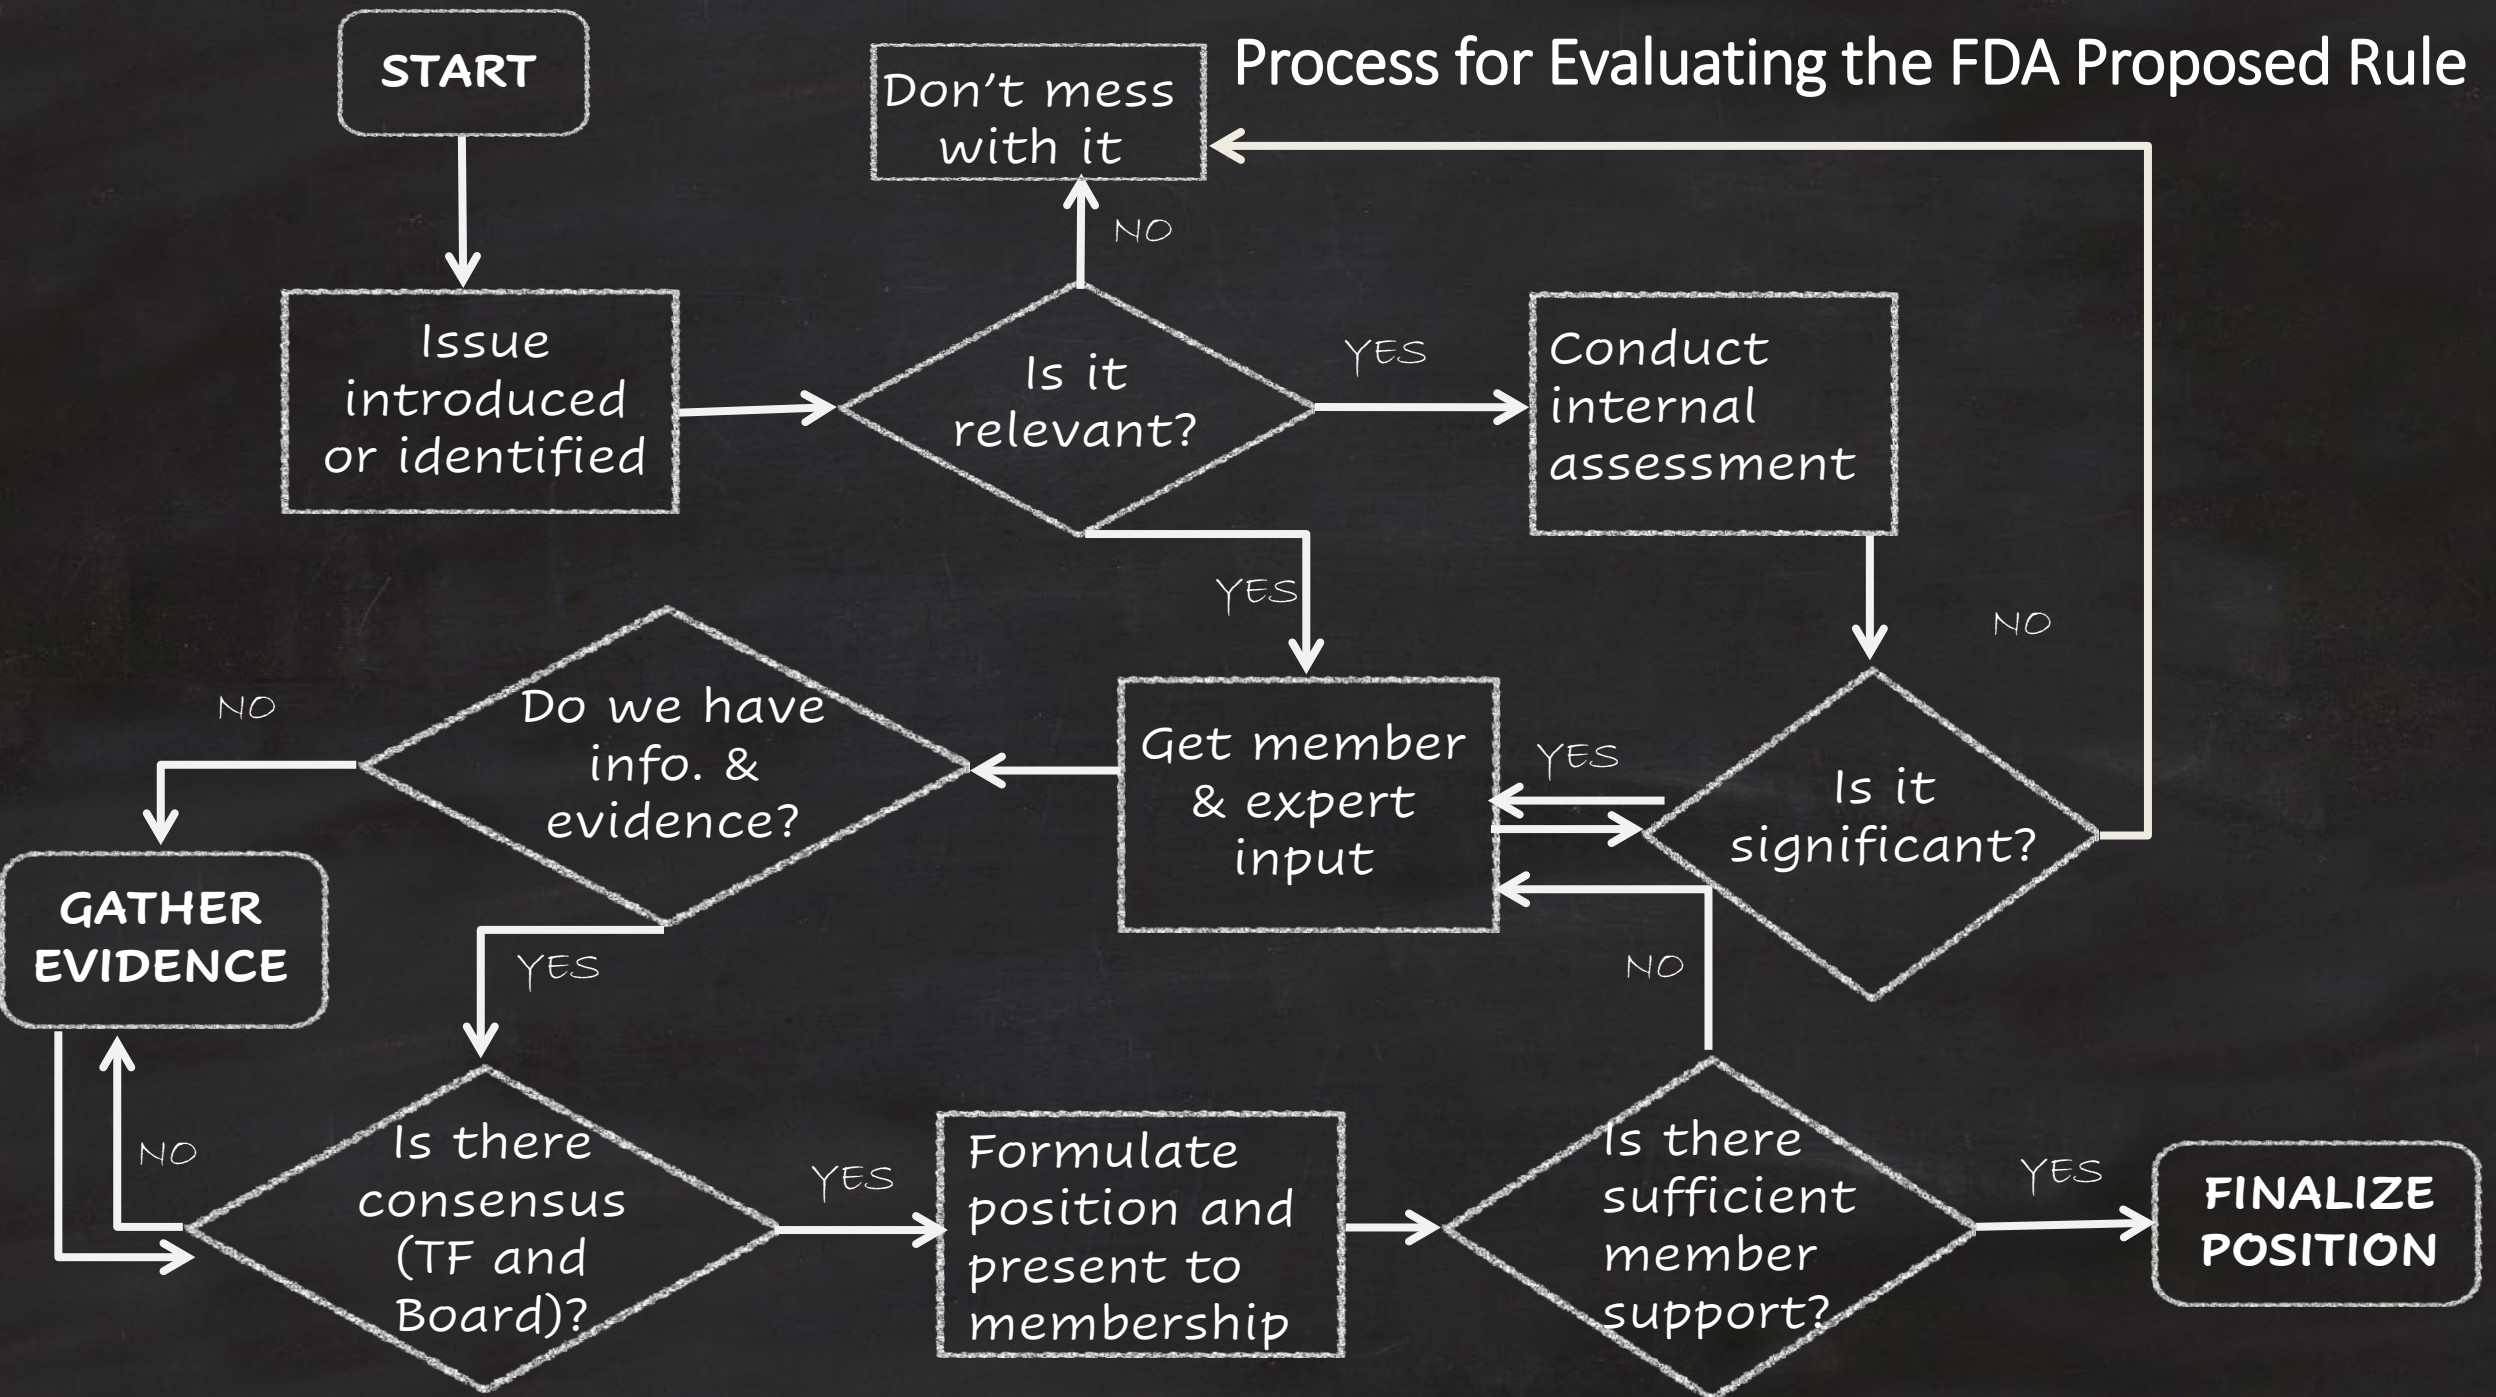 Process for Evaluating the FDA Proposed Rule
START
Don't mess
with it
NO
Issue
introduced
or identified
Is it
relevant?
YES
Conduct
internal
assessment
YES
NO
NO
Do we have
info. &
evidence?
Get member
& expert
input
YES
Is it
significant?
GATHER
EVIDENCE
YES
NO
NO
Is there
consensus
(TF and
Board)?
YES
Formulate
position and
present to
membership
Is there
sufficient
member
support?
YES
FINALIZE
POSITION